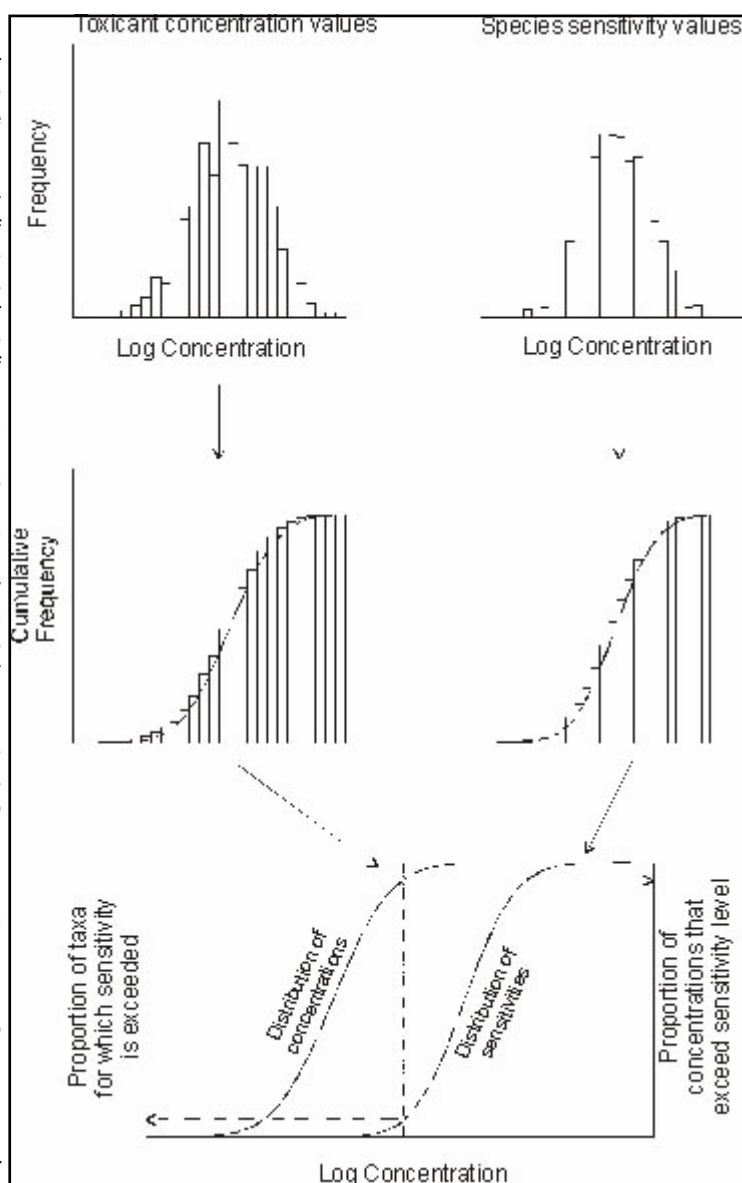 Toxicant concentration values
Species sensitivity values
Frequency
Log Concentration
Log Concentration
Cumulative
Frequency
Proportion of taxa
for which sensitivity
is exceeded
Distribution of
concentrations
Distribution of
sensitivities
Proportion of
concentrations that
exceed sensitivity level
Log Concentration